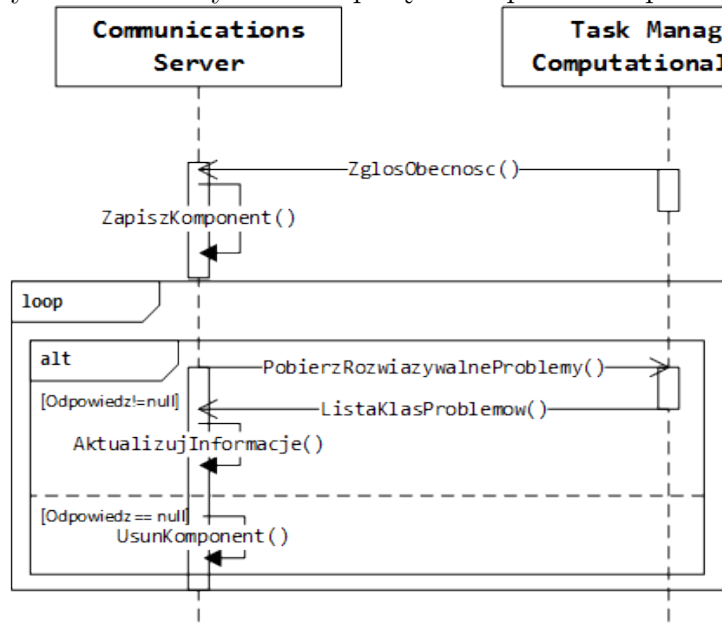 Communications
Server
Task Manag
Computational
ZglosObecnosc()
ZapiszKomponent()
loop
alt
PobierzRozwiazywalneProblemy()
[Odpowiedz!=null]
ListaKlasProblemow()
AktualizujInformacje()
[Odpowiedz == null]
UsunKomponent()